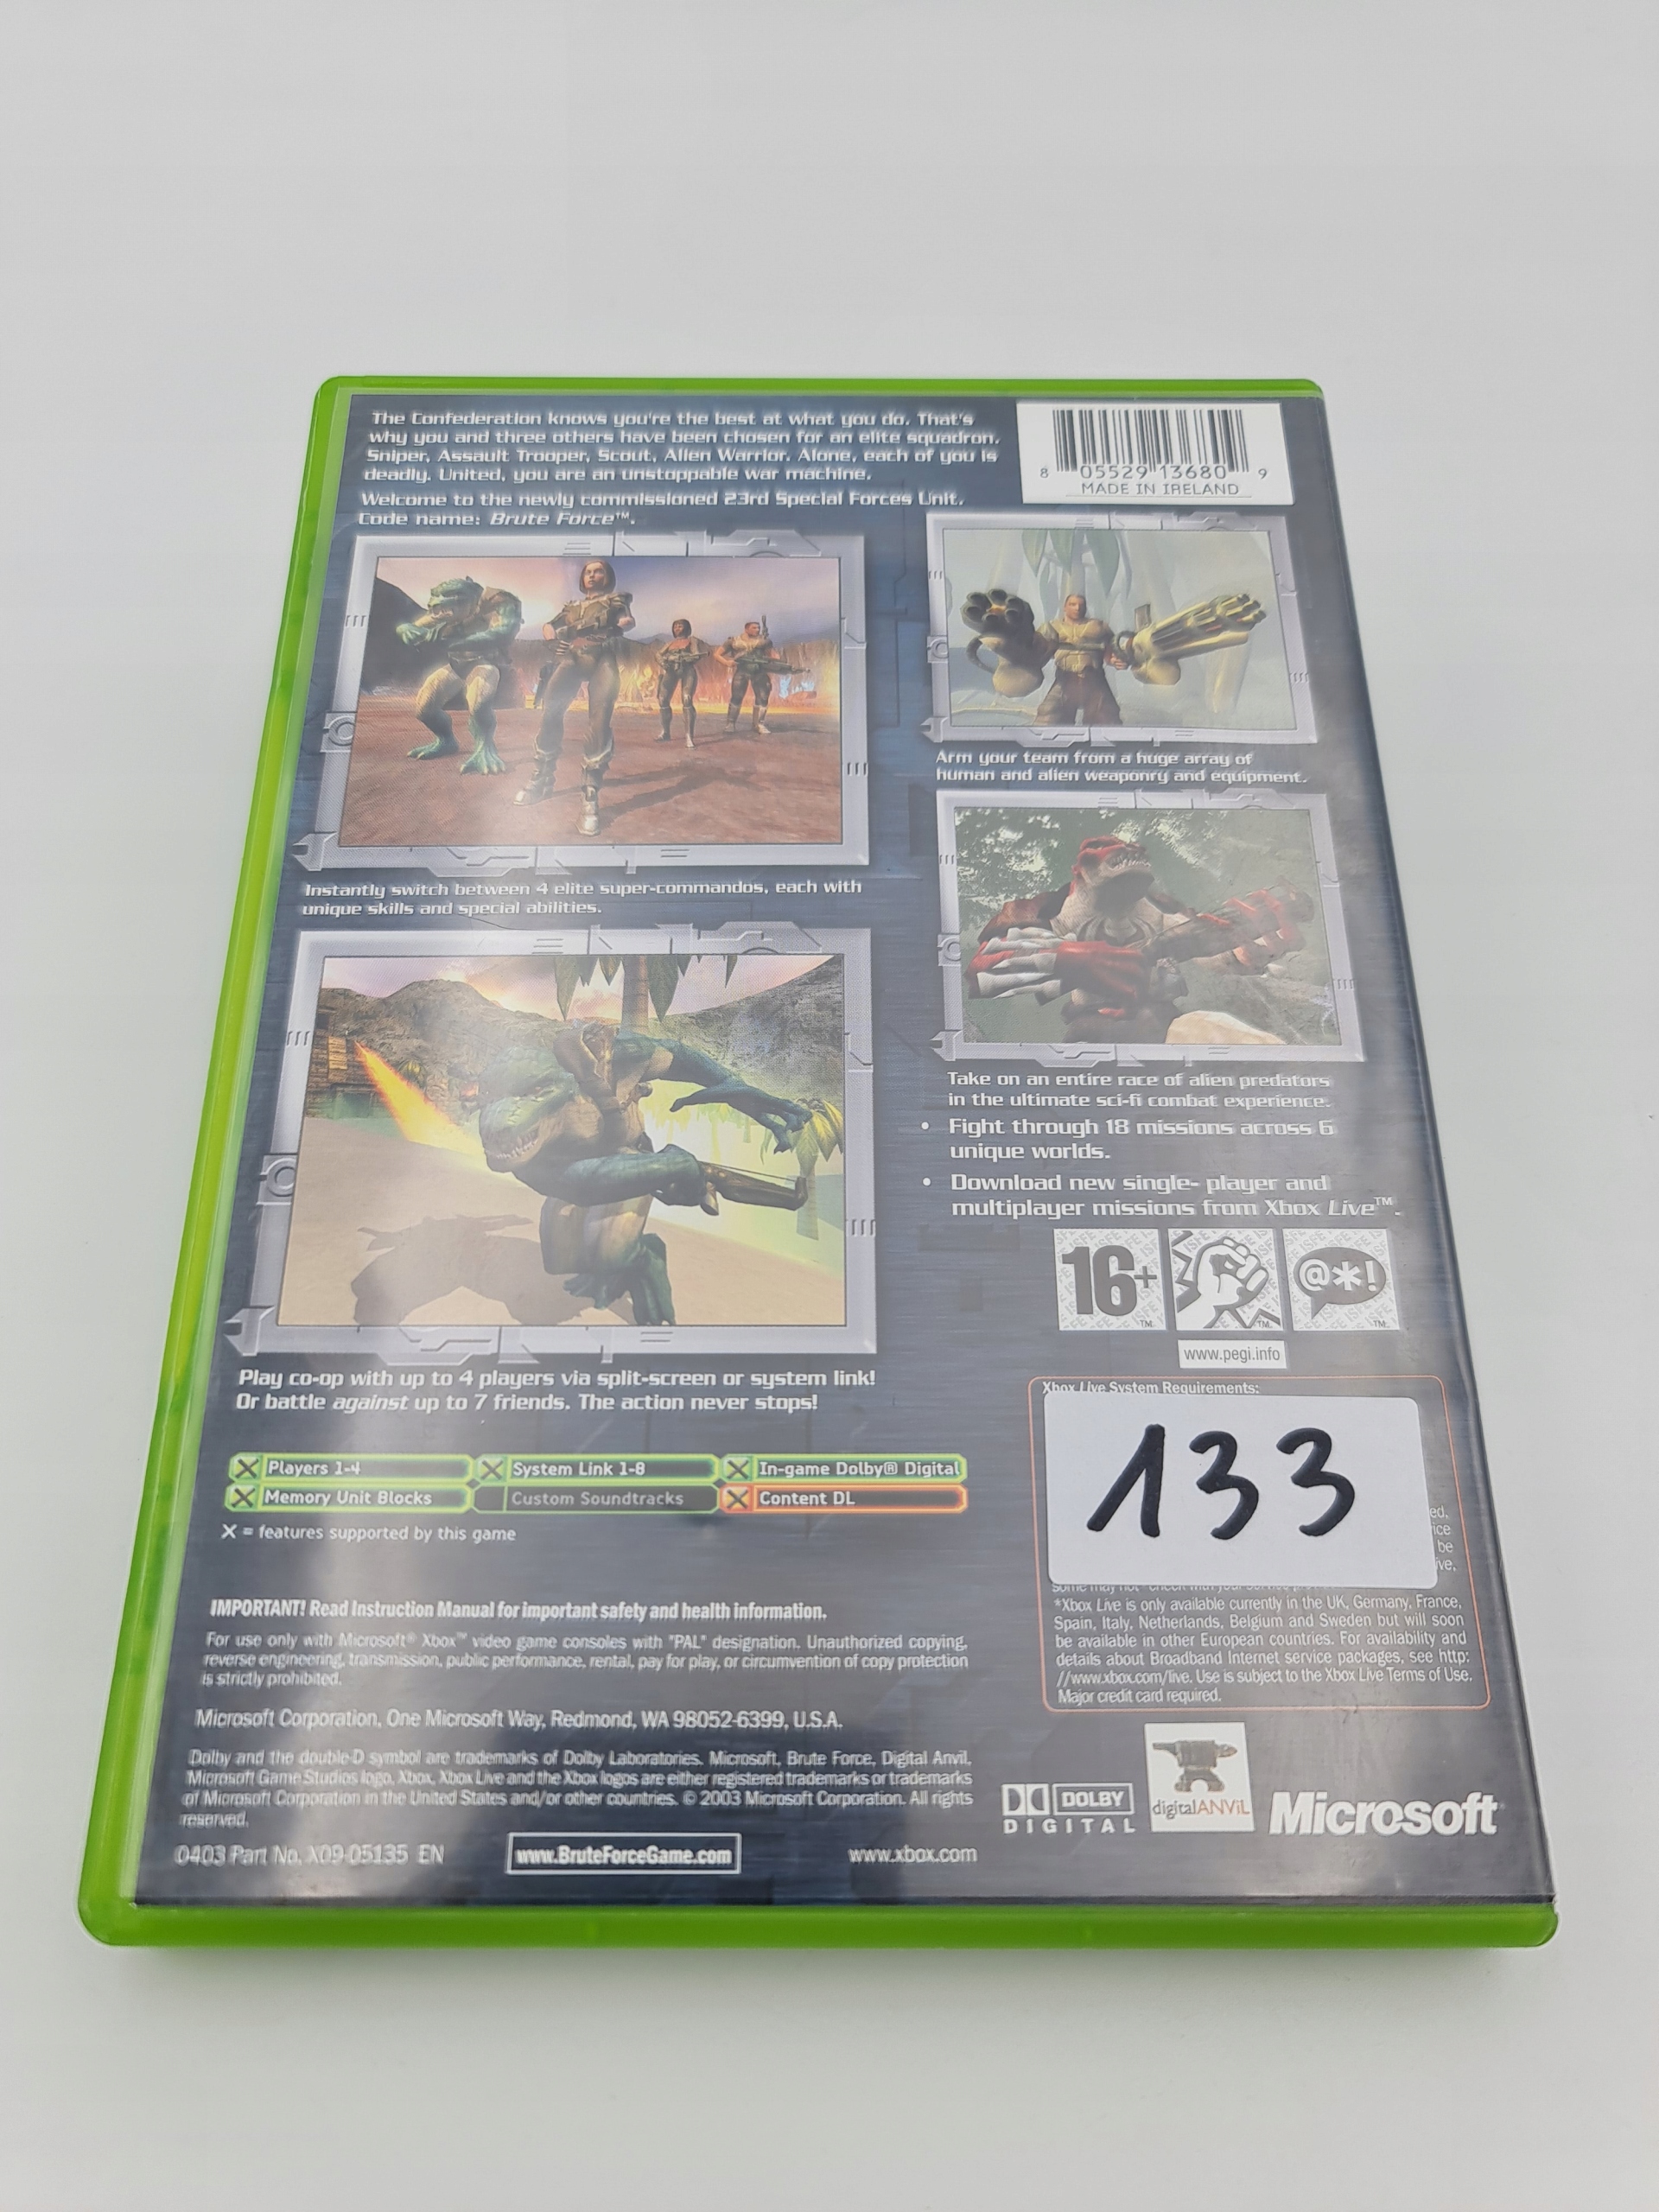 The Confederation knows you're the best at what you do. That's
why you and three others have been chosen for an elite squadron.
Sniper, Assault Trooper, Scout, Alien Warrior. Alone, each of you is
deadly. United, you are an unstoppable war machine.
Welcome to the newly commissioned 23rd Special Forces Unit.
Code name: Brute Force™.
8 05529 13680 9
MADE IN IRELAND
Instantly switch between 4 elite super-commandos, each with
unique skills and special abilities.
Arm your team from a huge array of
human and alien weaponry and equipment.
Take on an entire race of alien predators
in the ultimate sci-fi combat experience.
• Fight through 18 missions across 6
unique worlds.
• Download new single- player and
multiplayer missions from Xbox Live™.
Play co-op with up to 4 players via split-screen or system link!
Or battle against up to 7 friends. The action never stops!
16+
TM
TM
@*!
TM
www.pegi.info
Players 1-4
System Link 1-8
In-game Dolby® Digital
Memory Unit Blocks
Custom Soundtracks
Content DL
X = features supported by this game
Xbox Live System Requirements:
133
ed,
ice
be
ive,
some may not
*Xbox Live is only available currently in the UK, Germany, France,
Spain, Italy, Netherlands, Belgium and Sweden but will soon
be available in other European countries. For availability and
details about Broadband Internet service packages, see http:
//www.xbox.com/live. Use is subject to the Xbox Live Terms of Use.
Major credit card required.
IMPORTANT! Read Instruction Manual for important safety and health information.
For use only with Microsoft® Xbox™ video game consoles with "PAL" designation. Unauthorized copying,
reverse engineering, transmission, public performance, rental, pay for play, or circumvention of copy protection
is strictly prohibited.
Microsoft Corporation, One Microsoft Way, Redmond, WA 98052-6399, U.S.A.
Dolby and the double-D symbol are trademarks of Dolby Laboratories. Microsoft, Brute Force, Digital Anvil,
Microsoft Game Studios logo, Xbox, Xbox Live and the Xbox logos are either registered trademarks or trademarks
of Microsoft Corporation in the United States and/or other countries. © 2003 Microsoft Corporation. All rights
reserved.
0403 Part No. X09-05135 EN
www.BruteForceGame.com
www.xbox.com
DOLBY
DIGITAL
digitalANViL
Microsoft